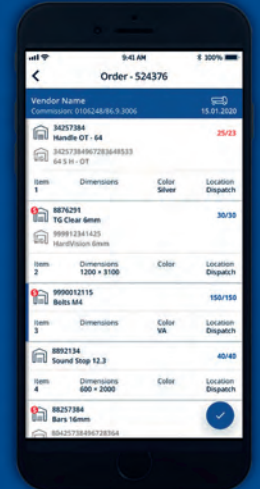 9:41 AM 100%
Order - 524376
Vendor Name
Commission: 0106248/86.9.3006 15.01.2020
34257384 25/23
Handle OT - 64
3425738496728364​9533
64 S H - OT
Item Dimensions Color Location
1 Silver Dispatch
8876291 30/30
TG Clear 6mm
999812341425
HardVision 6mm
Item Dimensions Color Location
2 1200 × 3100 Dispatch
9990012115 150/150
Bolts M4
Item Dimensions Color Location
3 VA Dispatch
8892134 40/40
Sound Stop 12.3
Item Dimensions Color Location
4 600 × 2000 Dispatch
88257384
Bars 16mm